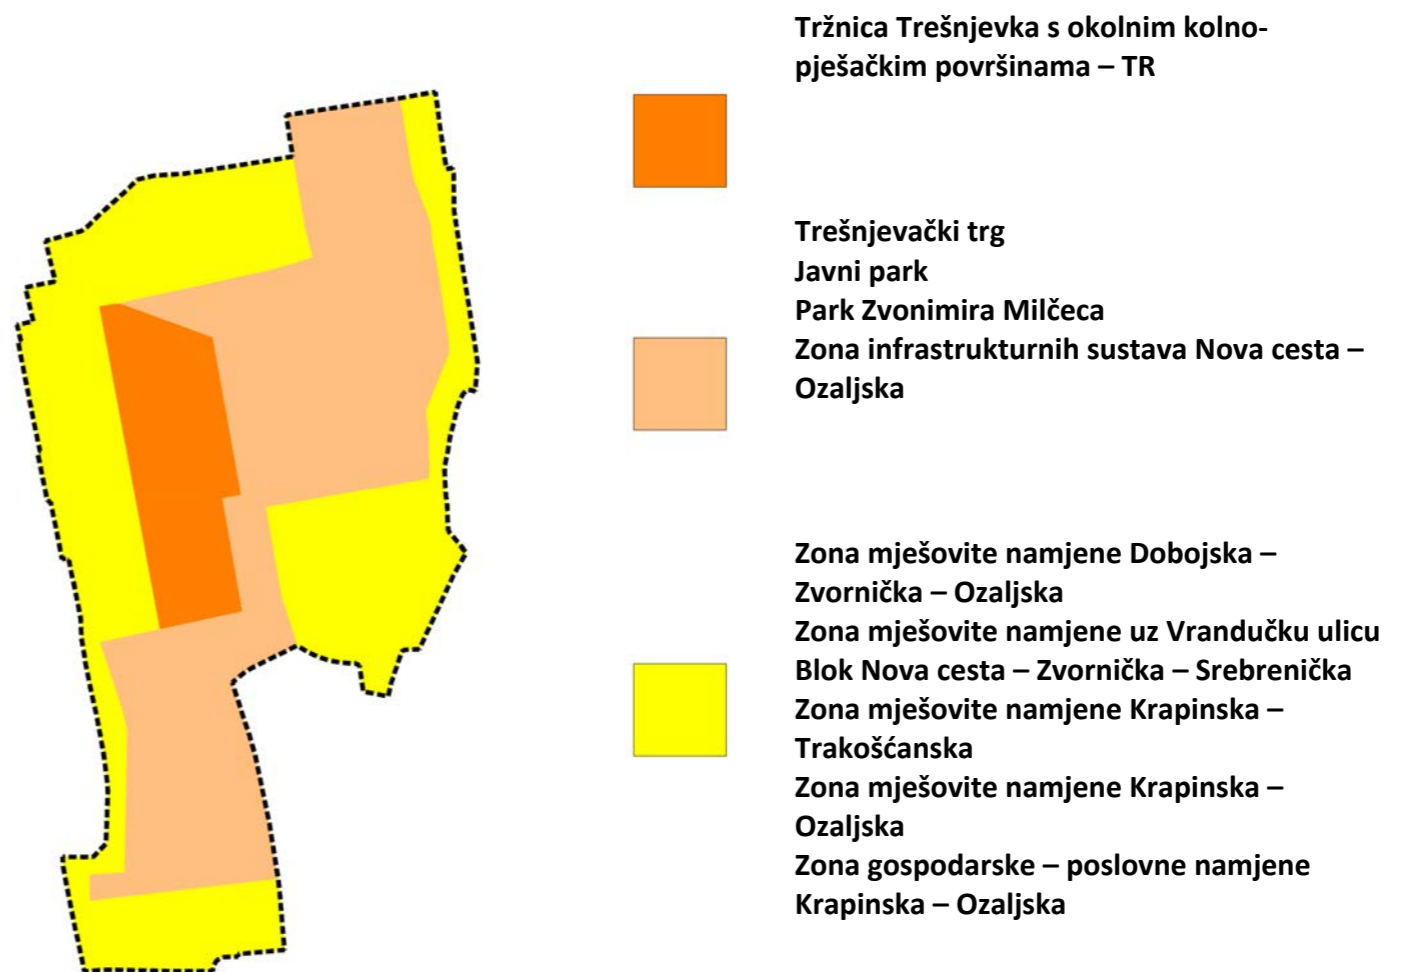 Tržnica Trešnjevka s okolnim kolno-
pješačkim površinama – TR
Trešnjevački trg
Javni park
Park Zvonimira Milčeca
Zona infrastrukturnih sustava Nova cesta –
Ozaljska
Zona mješovite namjene Dobojska –
Zvornička – Ozaljska
Zona mješovite namjene uz Vrandučku ulicu
Blok Nova cesta – Zvornička – Srebrenička
Zona mješovite namjene Krapinska –
Trakošćanska
Zona mješovite namjene Krapinska –
Ozaljska
Zona gospodarske – poslovne namjene
Krapinska – Ozaljska